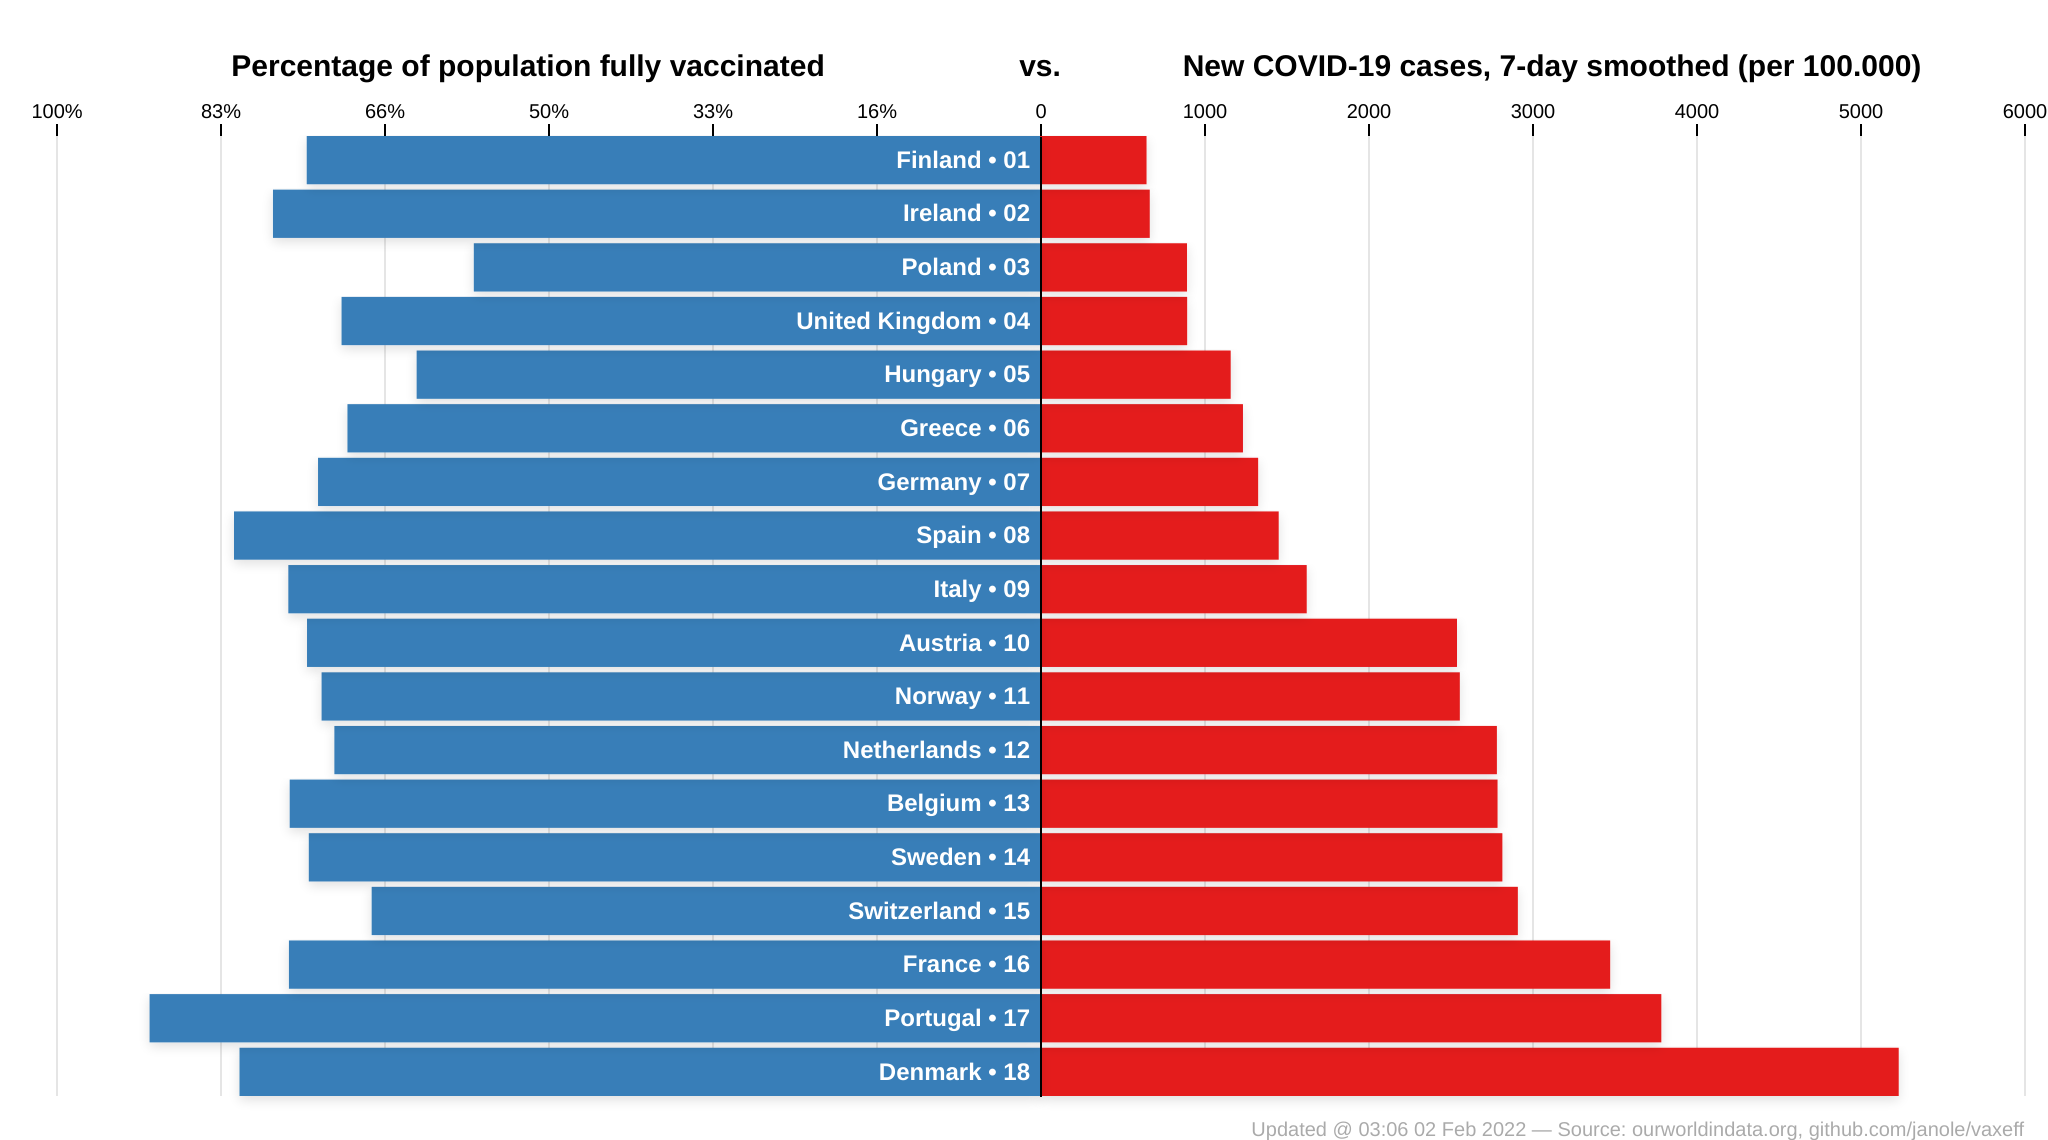 Percentage of population fully vaccinated vs. New COVID-19 cases, 7-day smoothed (per 100.000)
100% 83% 66% 50% 33% 16% 0 1000 2000 3000 4000 5000 6000
Finland • 01
Ireland • 02
Poland • 03
United Kingdom • 04
Hungary • 05
Greece • 06
Germany • 07
Spain • 08
Italy • 09
Austria • 10
Norway • 11
Netherlands • 12
Belgium • 13
Sweden • 14
Switzerland • 15
France • 16
Portugal • 17
Denmark • 18
Updated @ 03:06 02 Feb 2022 — Source: ourworldindata.org, github.com/janole/vaxeff